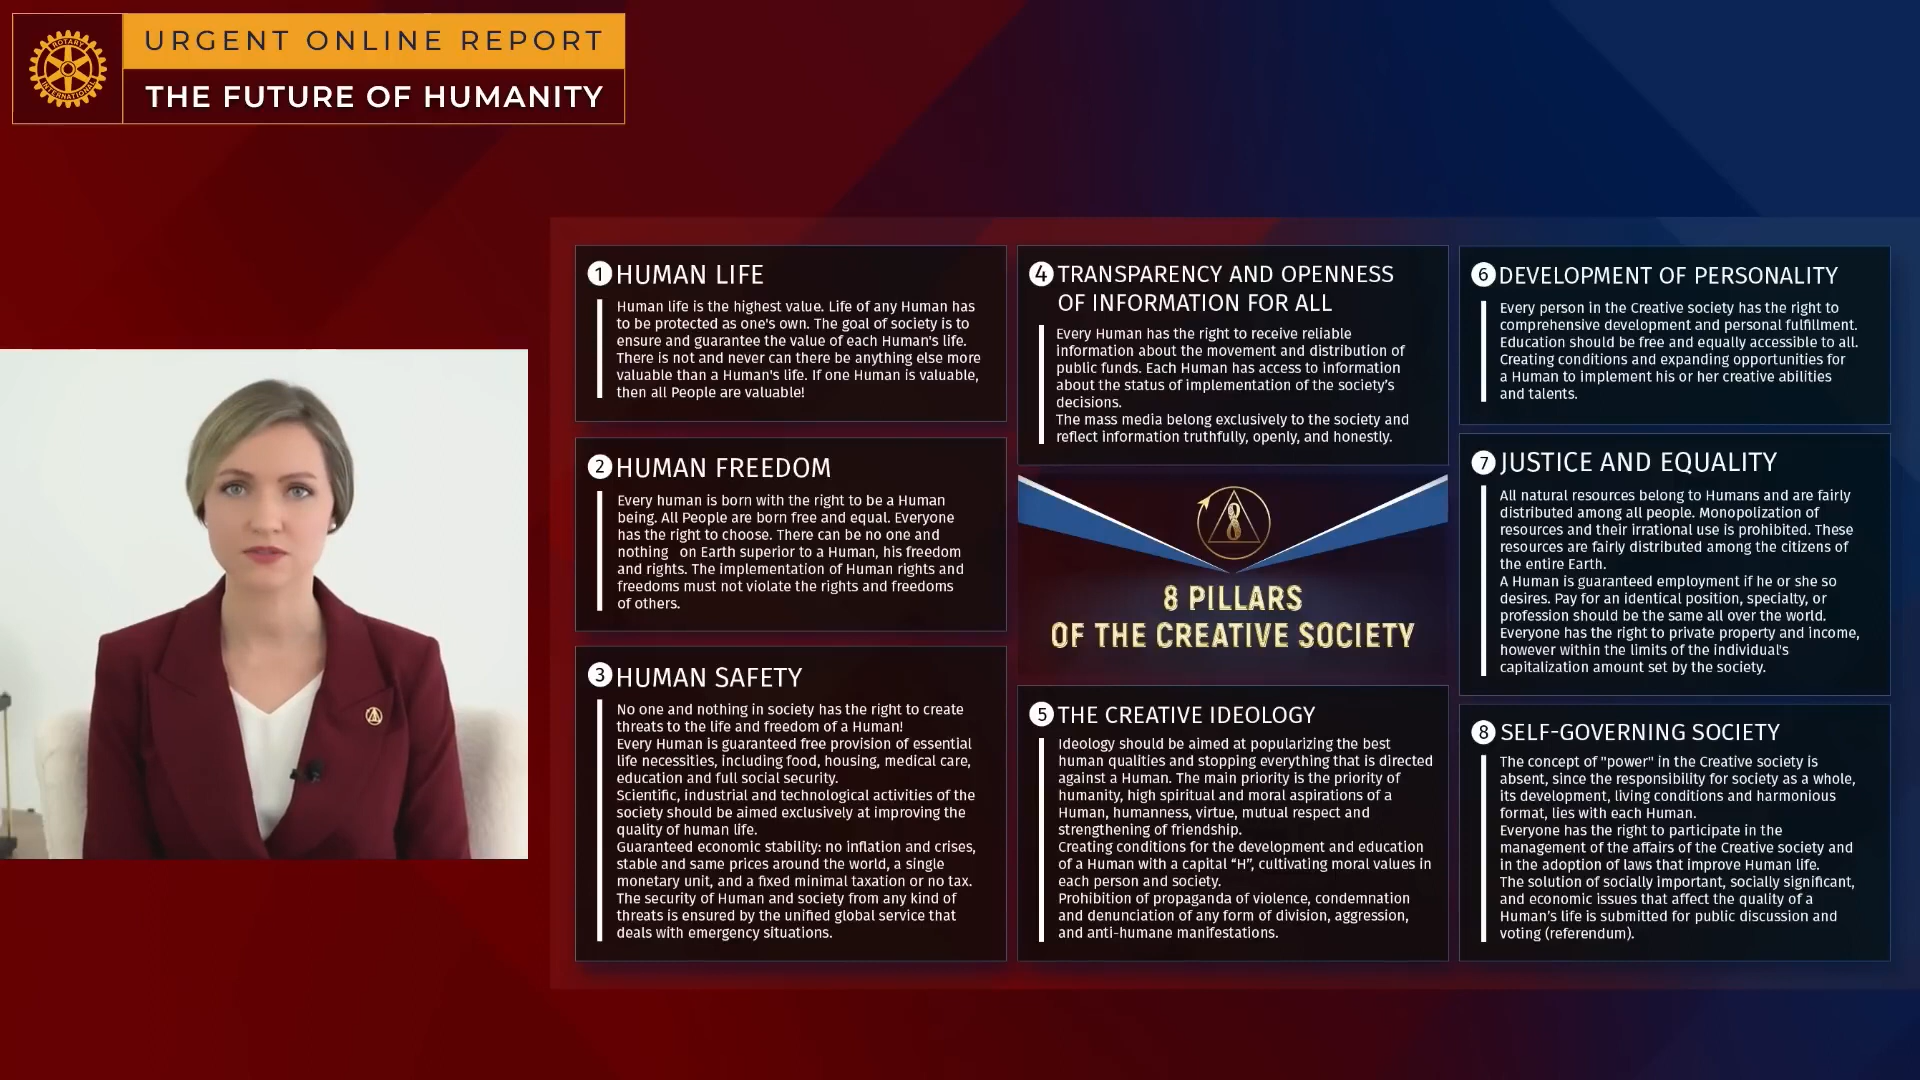 ROTARY
INTERNATIONAL
URGENT ONLINE REPORT
THE FUTURE OF HUMANITY
1 HUMAN LIFE
Human life is the highest value. Life of any Human has
to be protected as one's own. The goal of society is to
ensure and guarantee the value of each Human's life.
There is not and never can there be anything else more
valuable than a Human's life. If one Human is valuable,
then all People are valuable!
2 HUMAN FREEDOM
Every human is born with the right to be a Human
being. All People are born free and equal. Everyone
has the right to choose. There can be no one and
nothing on Earth superior to a Human, his freedom
and rights. The implementation of Human rights and
freedoms must not violate the rights and freedoms
of others.
3 HUMAN SAFETY
No one and nothing in society has the right to create
threats to the life and freedom of a Human!
Every Human is guaranteed free provision of essential
life necessities, including food, housing, medical care,
education and full social security.
Scientific, industrial and technological activities of the
society should be aimed exclusively at improving the
quality of human life.
Guaranteed economic stability: no inflation and crises,
stable and same prices around the world, a single
monetary unit, and a fixed minimal taxation or no tax.
The security of Human and society from any kind of
threats is ensured by the unified global service that
deals with emergency situations.
4 TRANSPARENCY AND OPENNESS
OF INFORMATION FOR ALL
Every Human has the right to receive reliable
information about the movement and distribution of
public funds. Each Human has access to information
about the status of implementation of the society's
decisions.
The mass media belong exclusively to the society and
reflect information truthfully, openly, and honestly.
8
8 PILLARS
OF THE CREATIVE SOCIETY
5 THE CREATIVE IDEOLOGY
Ideology should be aimed at popularizing the best
human qualities and stopping everything that is directed
against a Human. The main priority is the priority of
humanity, high spiritual and moral aspirations of a
Human, humanness, virtue, mutual respect and
strengthening of friendship.
Creating conditions for the development and education
of a Human with a capital “H”, cultivating moral values in
each person and society.
Prohibition of propaganda of violence, condemnation
and denunciation of any form of division, aggression,
and anti-humane manifestations.
6 DEVELOPMENT OF PERSONALITY
Every person in the Creative society has the right to
comprehensive development and personal fulfillment.
Education should be free and equally accessible to all.
Creating conditions and expanding opportunities for
a Human to implement his or her creative abilities
and talents.
7 JUSTICE AND EQUALITY
All natural resources belong to Humans and are fairly
distributed among all people. Monopolization of
resources and their irrational use is prohibited. These
resources are fairly distributed among the citizens of
the entire Earth.
A Human is guaranteed employment if he or she so
desires. Pay for an identical position, specialty, or
profession should be the same all over the world.
Everyone has the right to private property and income,
however within the limits of the individual's
capitalization amount set by the society.
8 SELF-GOVERNING SOCIETY
The concept of "power" in the Creative society is
absent, since the responsibility for society as a whole,
its development, living conditions and harmonious
format, lies with each Human.
Everyone has the right to participate in the
management of the affairs of the Creative society and
in the adoption of laws that improve Human life.
The solution of socially important, socially significant,
and economic issues that affect the quality of a
Human's life is submitted for public discussion and
voting (referendum).